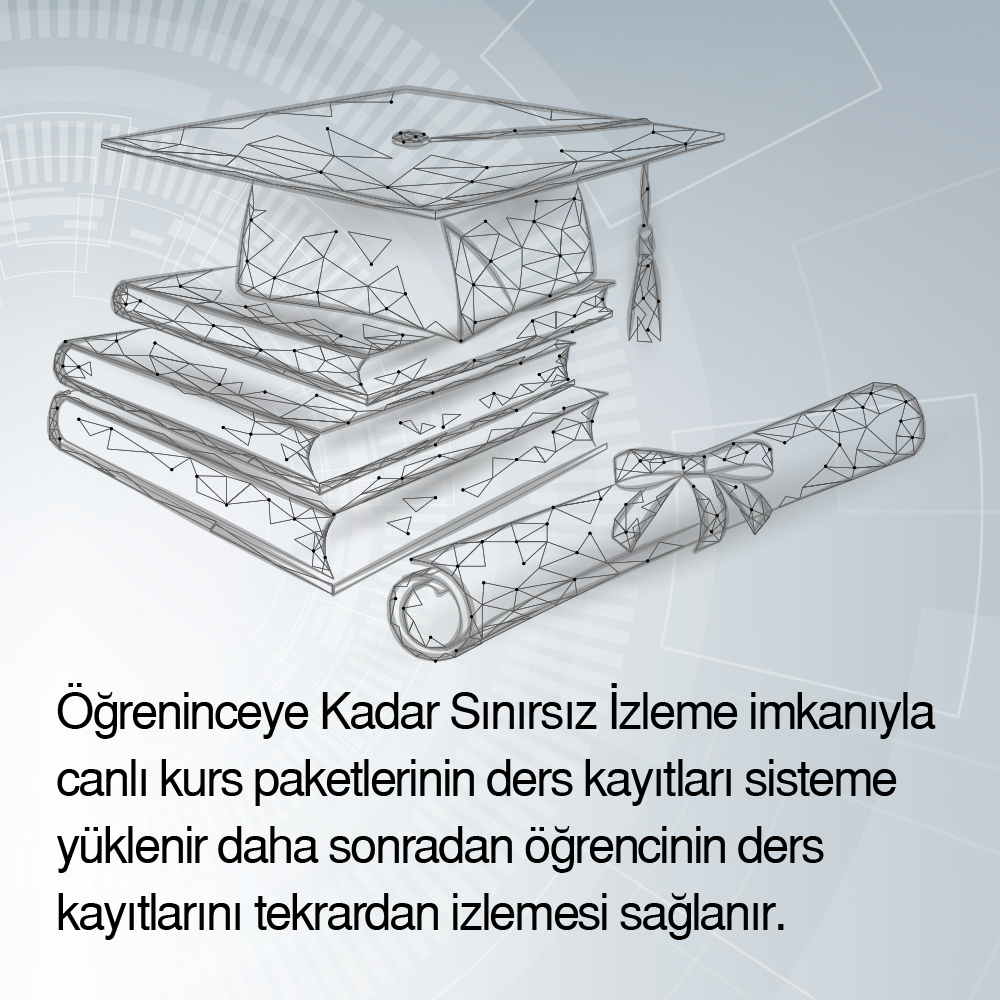 Öğreninceye Kadar Sınırsız İzleme imkanıyla
canlı kurs paketlerinin ders kayıtları sisteme
yüklenir daha sonradan öğrencinin ders
kayıtlarını tekrardan izlemesi sağlanır.